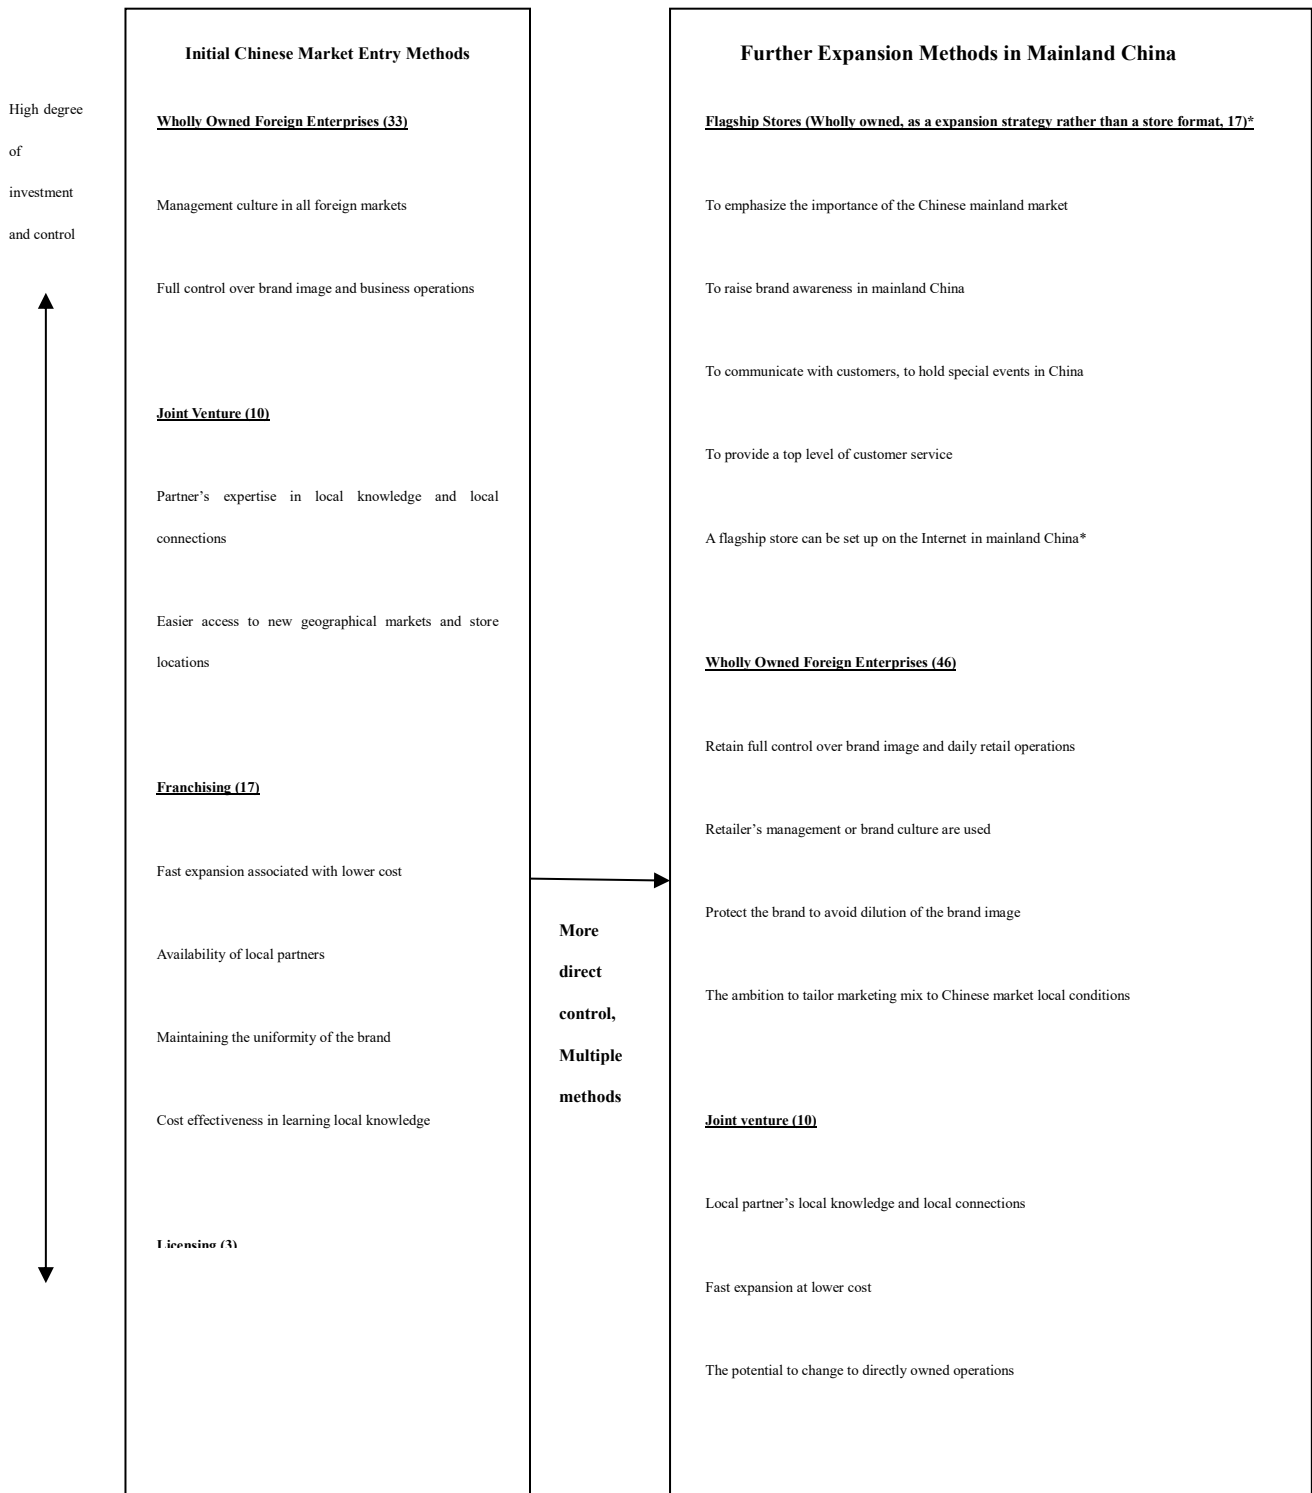 High degree
of
investment
and control
Initial Chinese Market Entry Methods
Wholly Owned Foreign Enterprises (33)
Management culture in all foreign markets
Full control over brand image and business operations
Joint Venture (10)
Partner’s expertise in local knowledge and local
connections
Easier access to new geographical markets and store
locations
Franchising (17)
Fast expansion associated with lower cost
Availability of local partners
Maintaining the uniformity of the brand
Cost effectiveness in learning local knowledge
Licensing (3)
More
direct
control,
Multiple
methods
Further Expansion Methods in Mainland China
Flagship Stores (Wholly owned, as a expansion strategy rather than a store format, 17)*
To emphasize the importance of the Chinese mainland market
To raise brand awareness in mainland China
To communicate with customers, to hold special events in China
To provide a top level of customer service
A flagship store can be set up on the Internet in mainland China*
Wholly Owned Foreign Enterprises (46)
Retain full control over brand image and daily retail operations
Retailer’s management or brand culture are used
Protect the brand to avoid dilution of the brand image
The ambition to tailor marketing mix to Chinese market local conditions
Joint venture (10)
Local partner’s local knowledge and local connections
Fast expansion at lower cost
The potential to change to directly owned operations